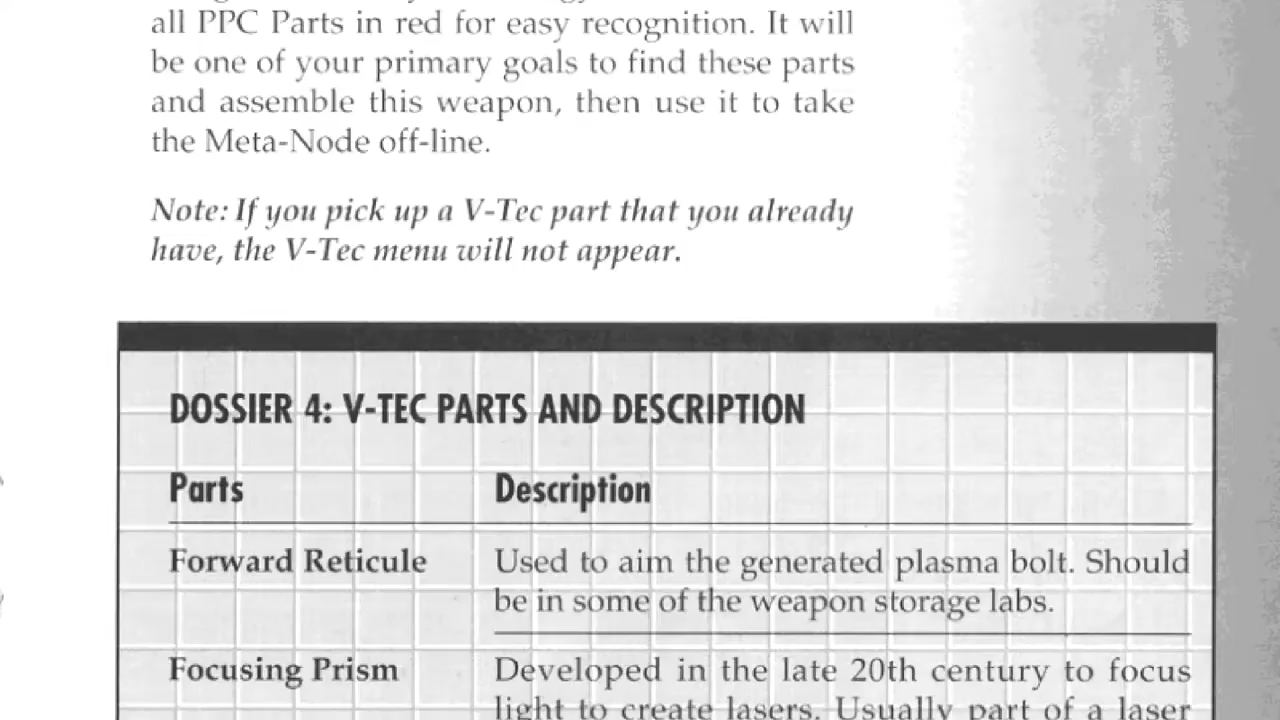 all PPC Parts in red for easy recognition. It will
be one of your primary goals to find these parts
and assemble this weapon, then use it to take
the Meta-Node off-line.
Note: If you pick up a V-Tec part that you already
have, the V-Tec menu will not appear.
DOSSIER 4: V-TEC PARTS AND DESCRIPTION
Parts Description
Forward Reticule Used to aim the generated plasma bolt. Should
be in some of the weapon storage labs.
Focusing Prism Developed in the late 20th century to focus
light to create lasers. Usually part of a laser